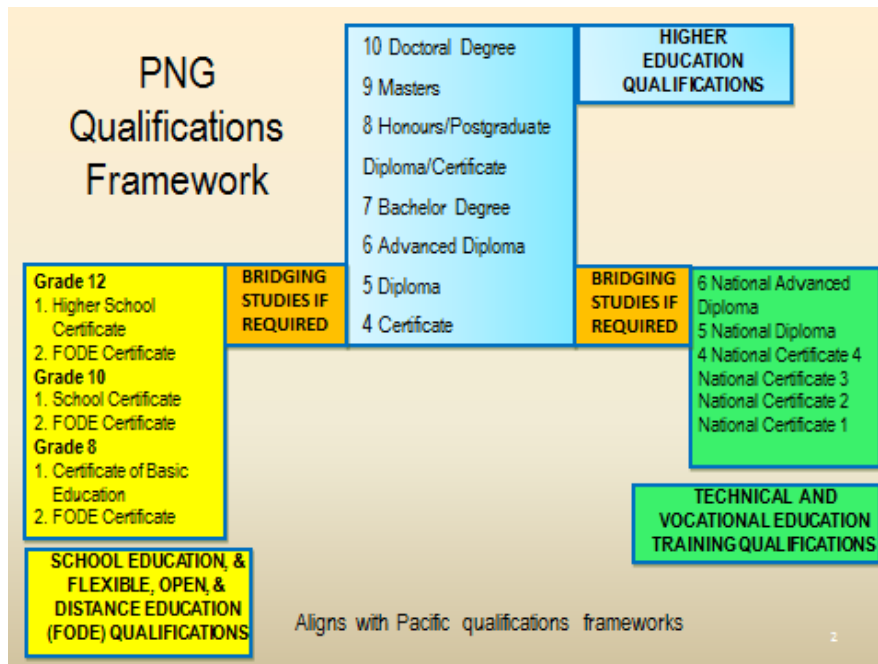 PNG
Qualifications
Framework
10 Doctoral Degree
9 Masters
8 Honours/Postgraduate
Diploma/Certificate
7 Bachelor Degree
6 Advanced Diploma
5 Diploma
4 Certificate
HIGHER
EDUCATION
QUALIFICATIONS
Grade 12
1. Higher School
Certificate
2. FODE Certificate
Grade 10
1. School Certificate
2. FODE Certificate
Grade 8
1. Certificate of Basic
Education
2. FODE Certificate
BRIDGING
STUDIES IF
REQUIRED
BRIDGING
STUDIES IF
REQUIRED
6 National Advanced
Diploma
5 National Diploma
4 National Certificate 4
National Certificate 3
National Certificate 2
National Certificate 1
TECHNICAL AND
VOCATIONAL EDUCATION
TRAINING QUALIFICATIONS
SCHOOL EDUCATION, &
FLEXIBLE, OPEN, &
DISTANCE EDUCATION
(FODE) QUALIFICATIONS
Aligns with Pacific qualifications frameworks
2